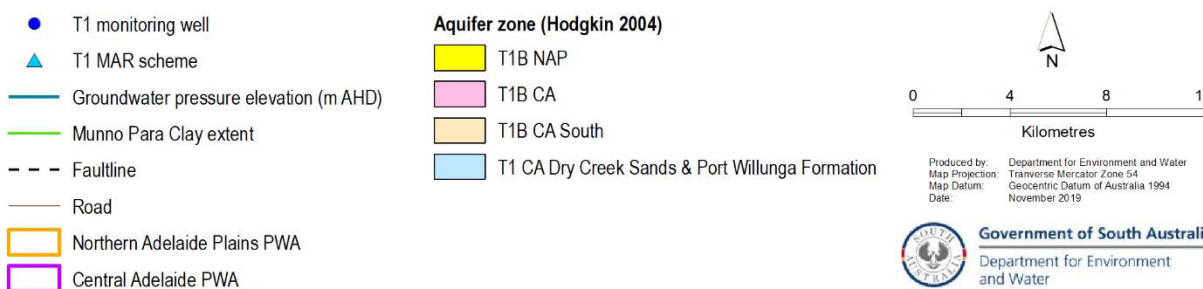 T1 monitoring well
T1 MAR scheme
Groundwater pressure elevation (m AHD)
Munno Para Clay extent
Faultline
Road
Northern Adelaide Plains PWA
Central Adelaide PWA
Aquifer zone (Hodgkin 2004)
T1B NAP
T1B CA
T1B CA South
T1 CA Dry Creek Sands & Port Willunga Formation
N
0 4 8 1
Kilometres
Produced by: Department for Environment and Water
Map Projection: Tranverse Mercator Zone 54
Map Datum: Geocentric Datum of Australia 1994
Date: November 2019
SOUTH
AUSTRALIA
Government of South Australi
Department for Environment
and Water